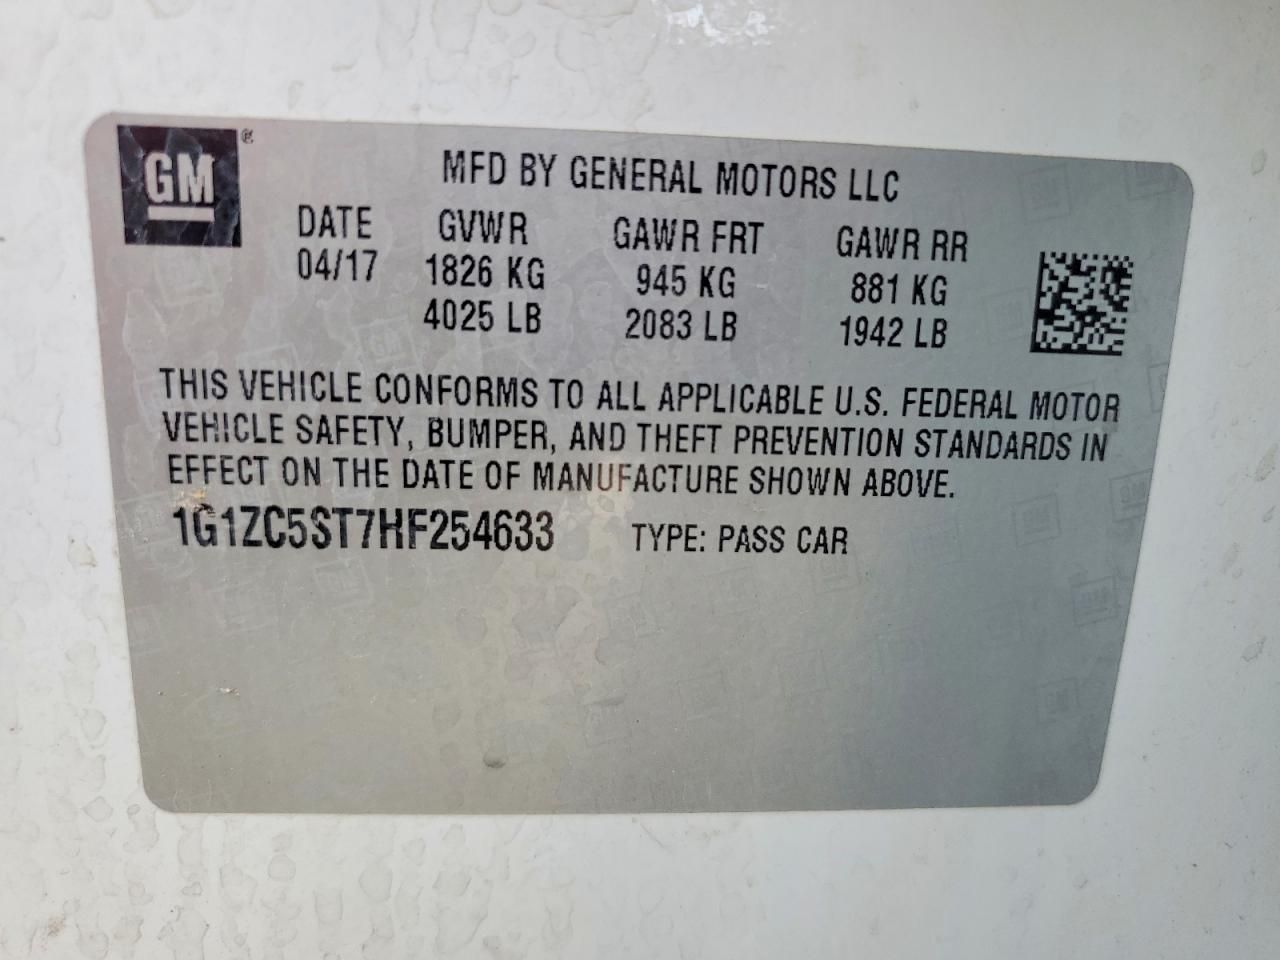 GM®
MFD BY GENERAL MOTORS LLC
DATE GVWR GAWR FRT GAWR RR
04/17 1826 KG 945 KG 881 KG
4025 LB 2083 LB 1942 LB
THIS VEHICLE CONFORMS TO ALL APPLICABLE U.S. FEDERAL MOTOR
VEHICLE SAFETY, BUMPER, AND THEFT PREVENTION STANDARDS IN
EFFECT ON THE DATE OF MANUFACTURE SHOWN ABOVE.
1G1ZC5ST7HF254633 TYPE: PASS CAR